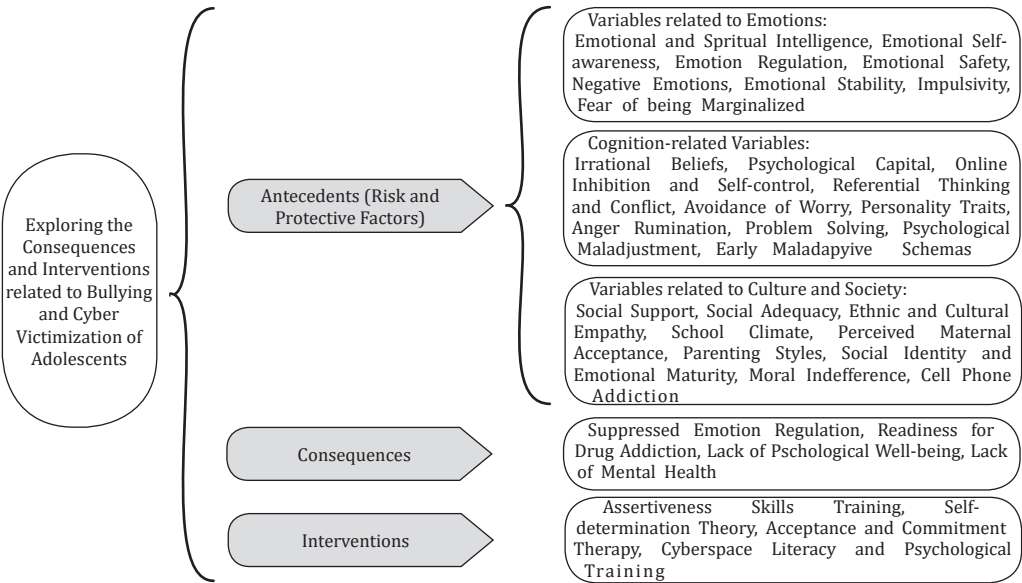 Exploring the
Consequences
and Interventions
related to Bullying
and Cyber
Victimization of
Adolescents
Antecedents (Risk and
Protective Factors)
Variables related to Emotions:
Emotional and Spritual Intelligence, Emotional Self-
awareness, Emotion Regulation, Emotional Safety,
Negative Emotions, Emotional Stability, Impulsivity,
Fear of being Marginalized
Cognition-related Variables:
Irrational Beliefs, Psychological Capital, Online
Inhibition and Self-control, Referential Thinking
and Conflict, Avoidance of Worry, Personality Traits,
Anger Rumination, Problem Solving, Psychological
Maladjustment, Early Maladapyive Schemas
Variables related to Culture and Society:
Social Support, Social Adequacy, Ethnic and Cultural
Empathy, School Climate, Perceived Maternal
Acceptance, Parenting Styles, Social Identity and
Emotional Maturity, Moral Indefference, Cell Phone
Addiction
Consequences
Suppressed Emotion Regulation, Readiness for
Drug Addiction, Lack of Pschological Well-being, Lack
of Mental Health
Interventions
Assertiveness Skills Training, Self-
determination Theory, Acceptance and Commitment
Therapy, Cyberspace Literacy and Psychological
Training